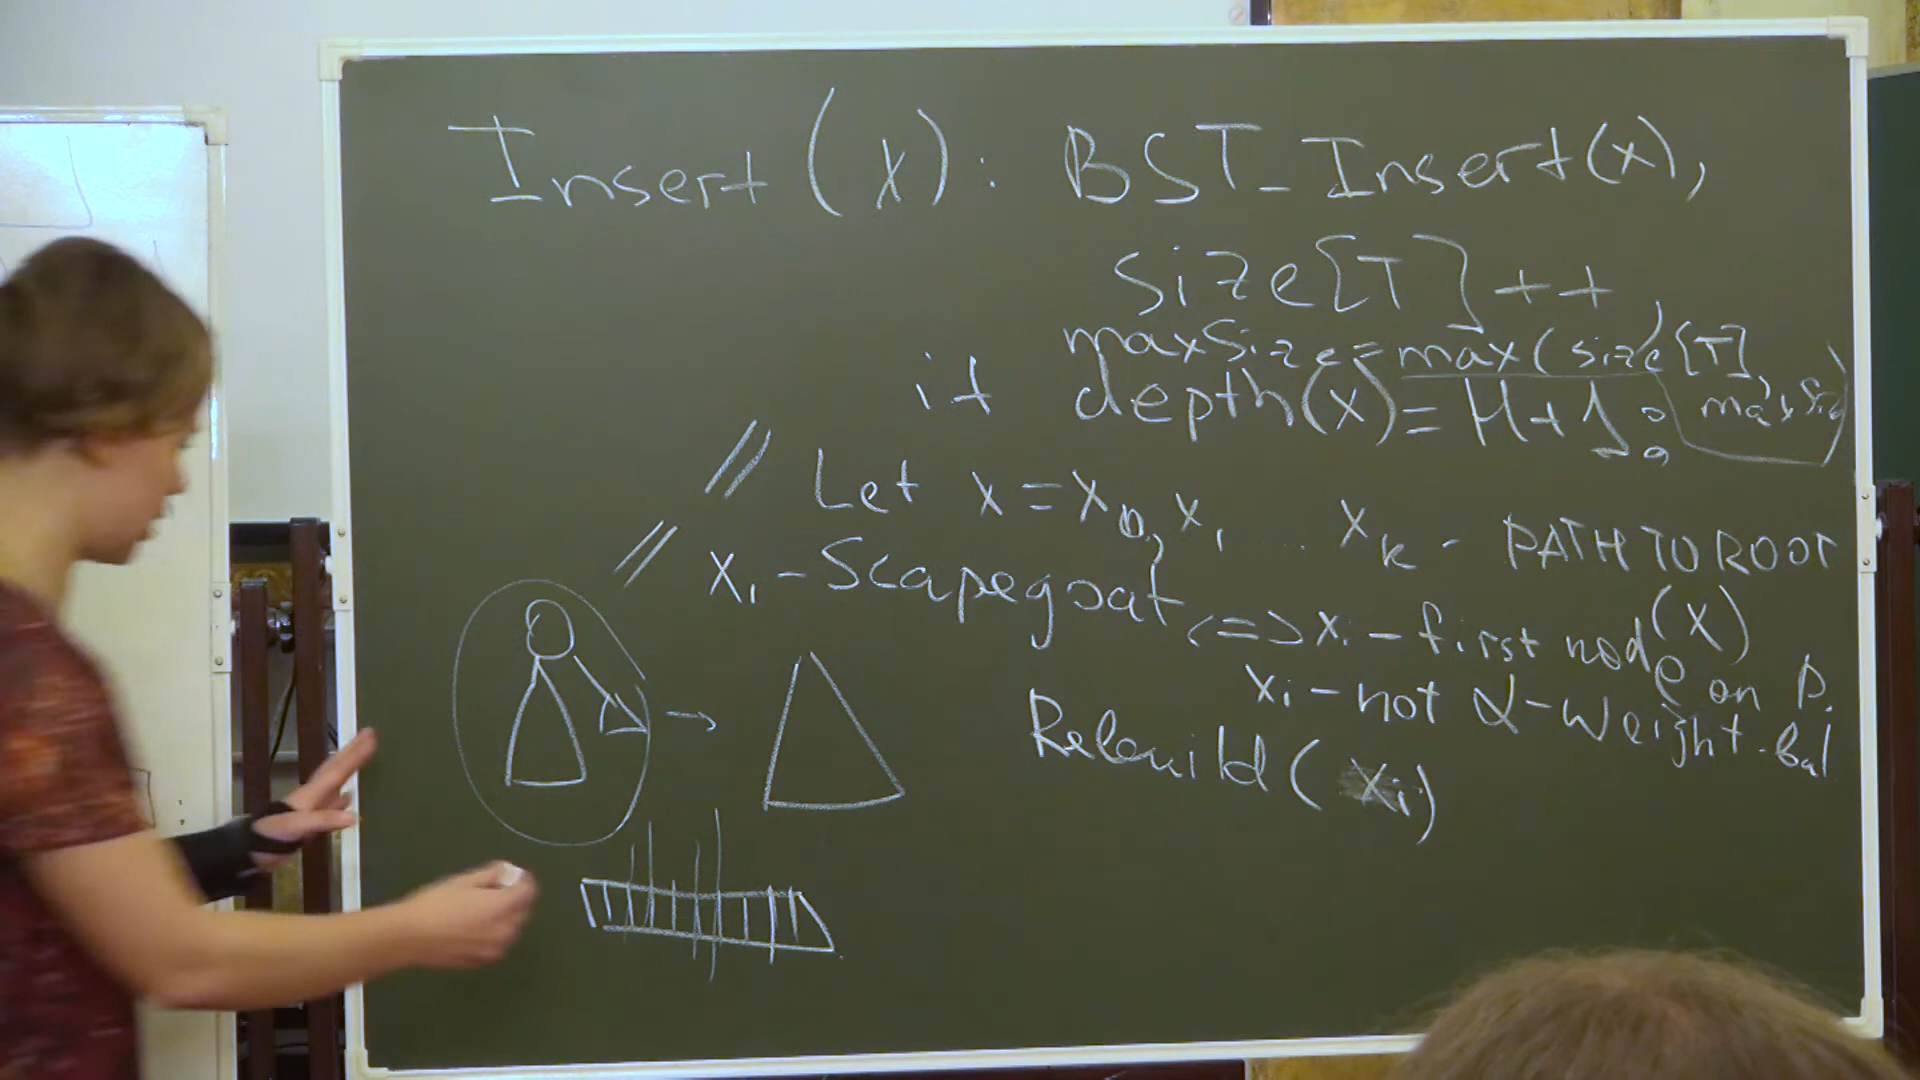 Insert(x): BST_Insert(x),
size[T]++,
maxSize=max(size[T],
maxSize)
if depth(x)=H+1:
// Let x=x0, x1 ... xk - PATH TO ROOT
(x)
// xi - Scapegoat <=> xi - first node on p.
xi - not α-weight-bal
Rebuild(xi)